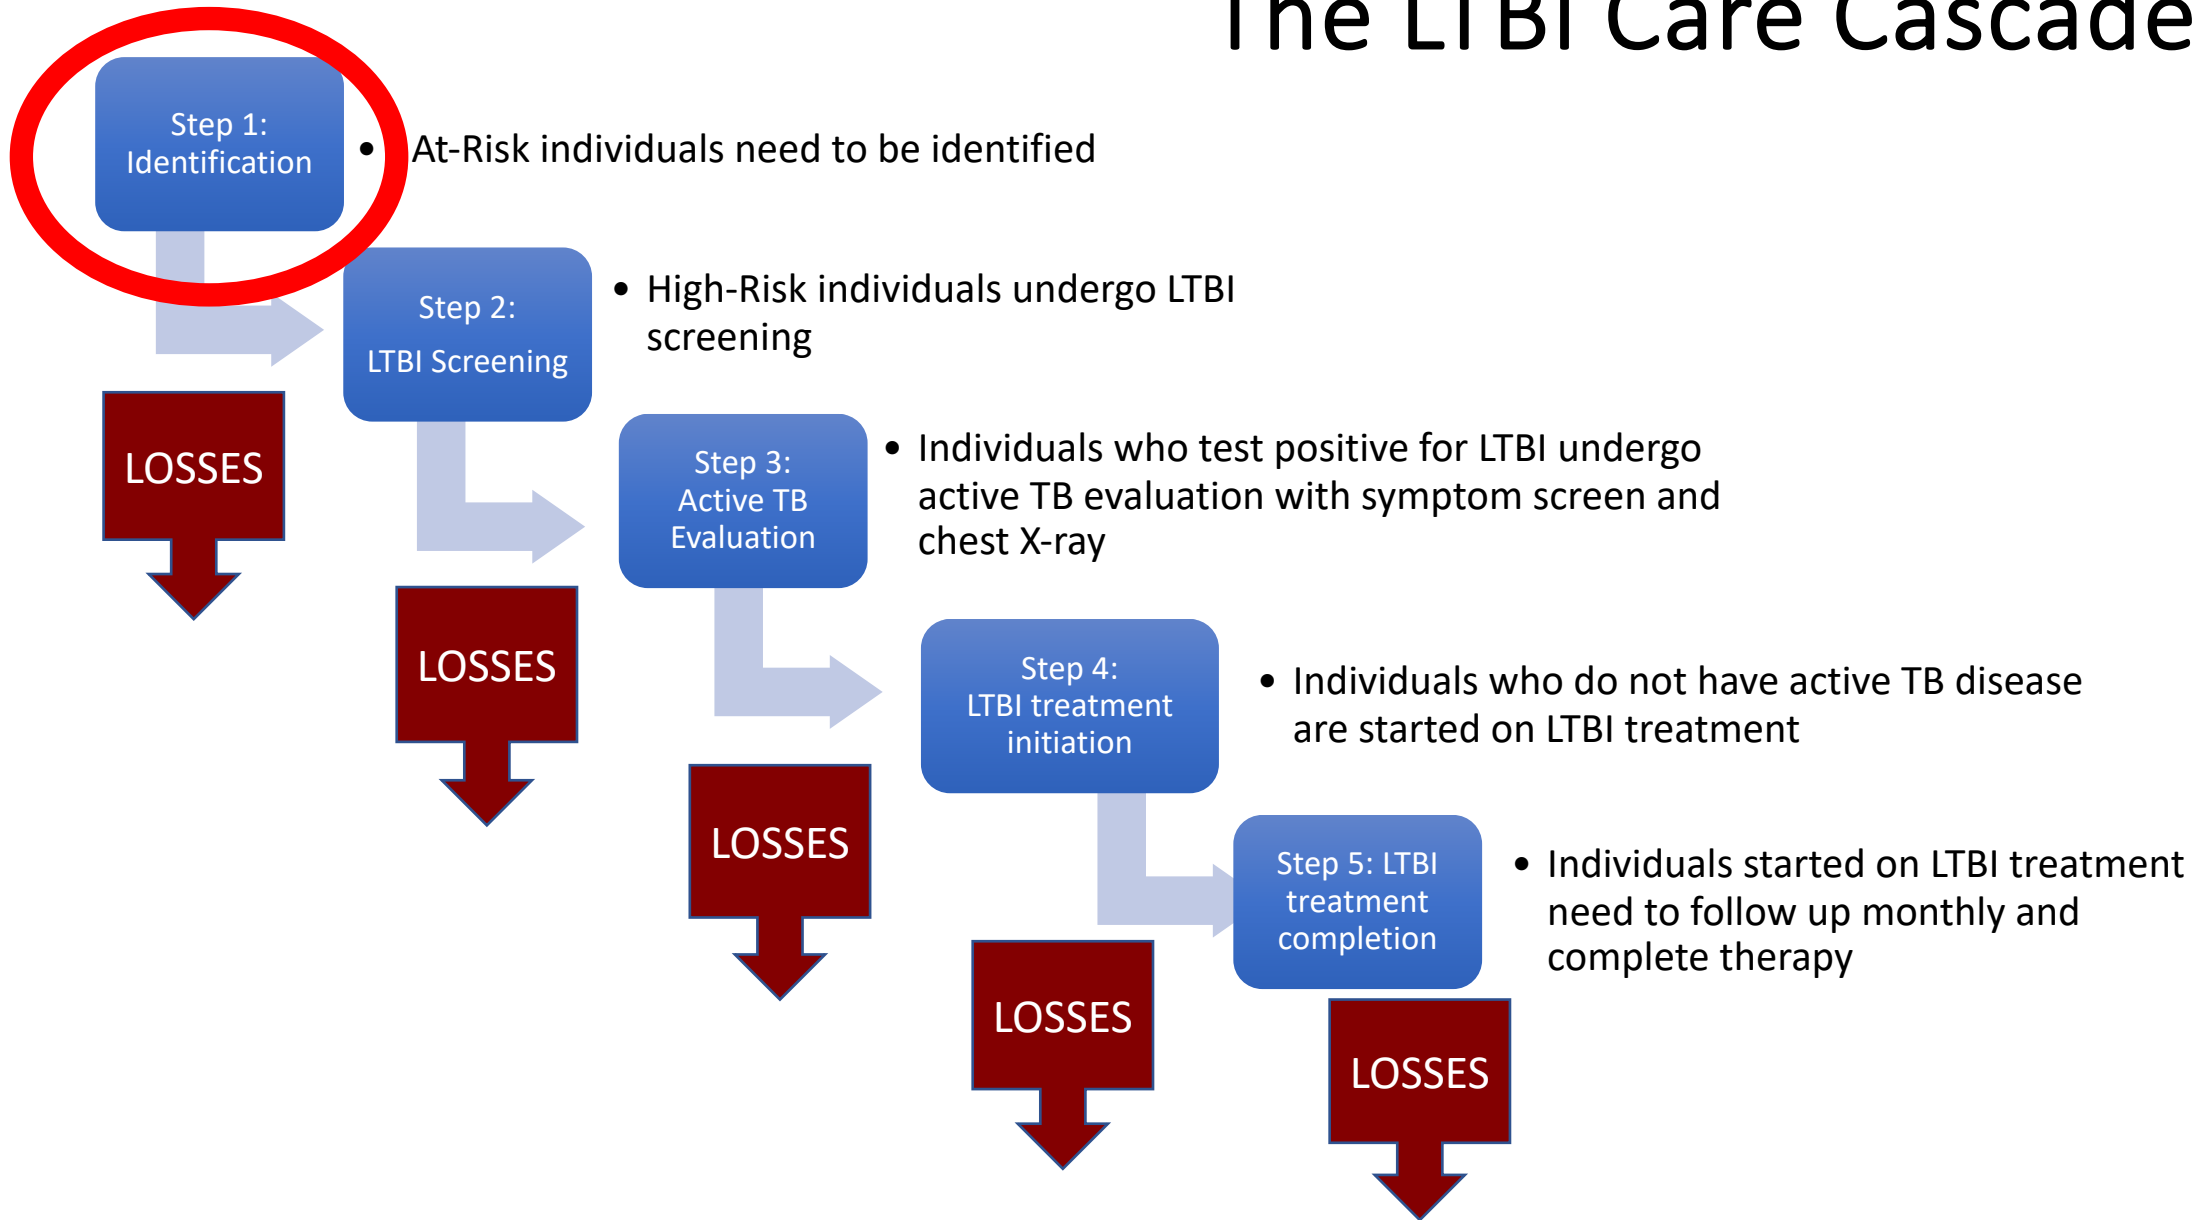 The LTBI Care Cascade
Step 1:
Identification
• At-Risk individuals need to be identified
Step 2:
LTBI Screening
• High-Risk individuals undergo LTBI
screening
LOSSES
Step 3:
Active TB
Evaluation
• Individuals who test positive for LTBI undergo
active TB evaluation with symptom screen and
chest X-ray
LOSSES
Step 4:
LTBI treatment
initiation
• Individuals who do not have active TB disease
are started on LTBI treatment
LOSSES
Step 5: LTBI
treatment
completion
• Individuals started on LTBI treatment
need to follow up monthly and
complete therapy
LOSSES
LOSSES